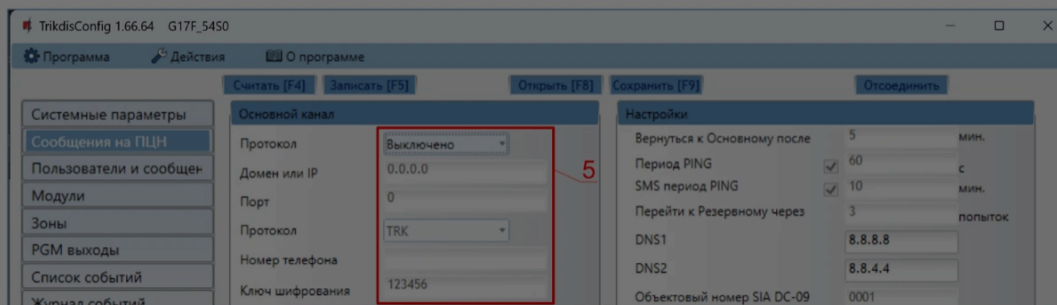 TrikdisConfig 1.66.64 G17F_54S0
Программа Действия О программе
Считать [F4] Записать [F5] Открыть [F8] Сохранить [F9] Отсоединить
Системные параметры
Сообщения на ПЦН
Пользователи и сообщен
Модули
Зоны
PGM выходы
Список событий
Журнал событий
Основной канал
Протокол Выключено
Домен или IP 0.0.0.0
Порт 0
Протокол TRK
Номер телефона
Ключ шифрования 123456
5
Настройки
Вернуться к Основному после 5 мин.
Период PING 60 с
SMS период PING 10 мин.
Перейти к Резервному через 3 попыток
DNS1 8.8.8.8
DNS2 8.8.4.4
Объектовый номер SIA DC-09 0001